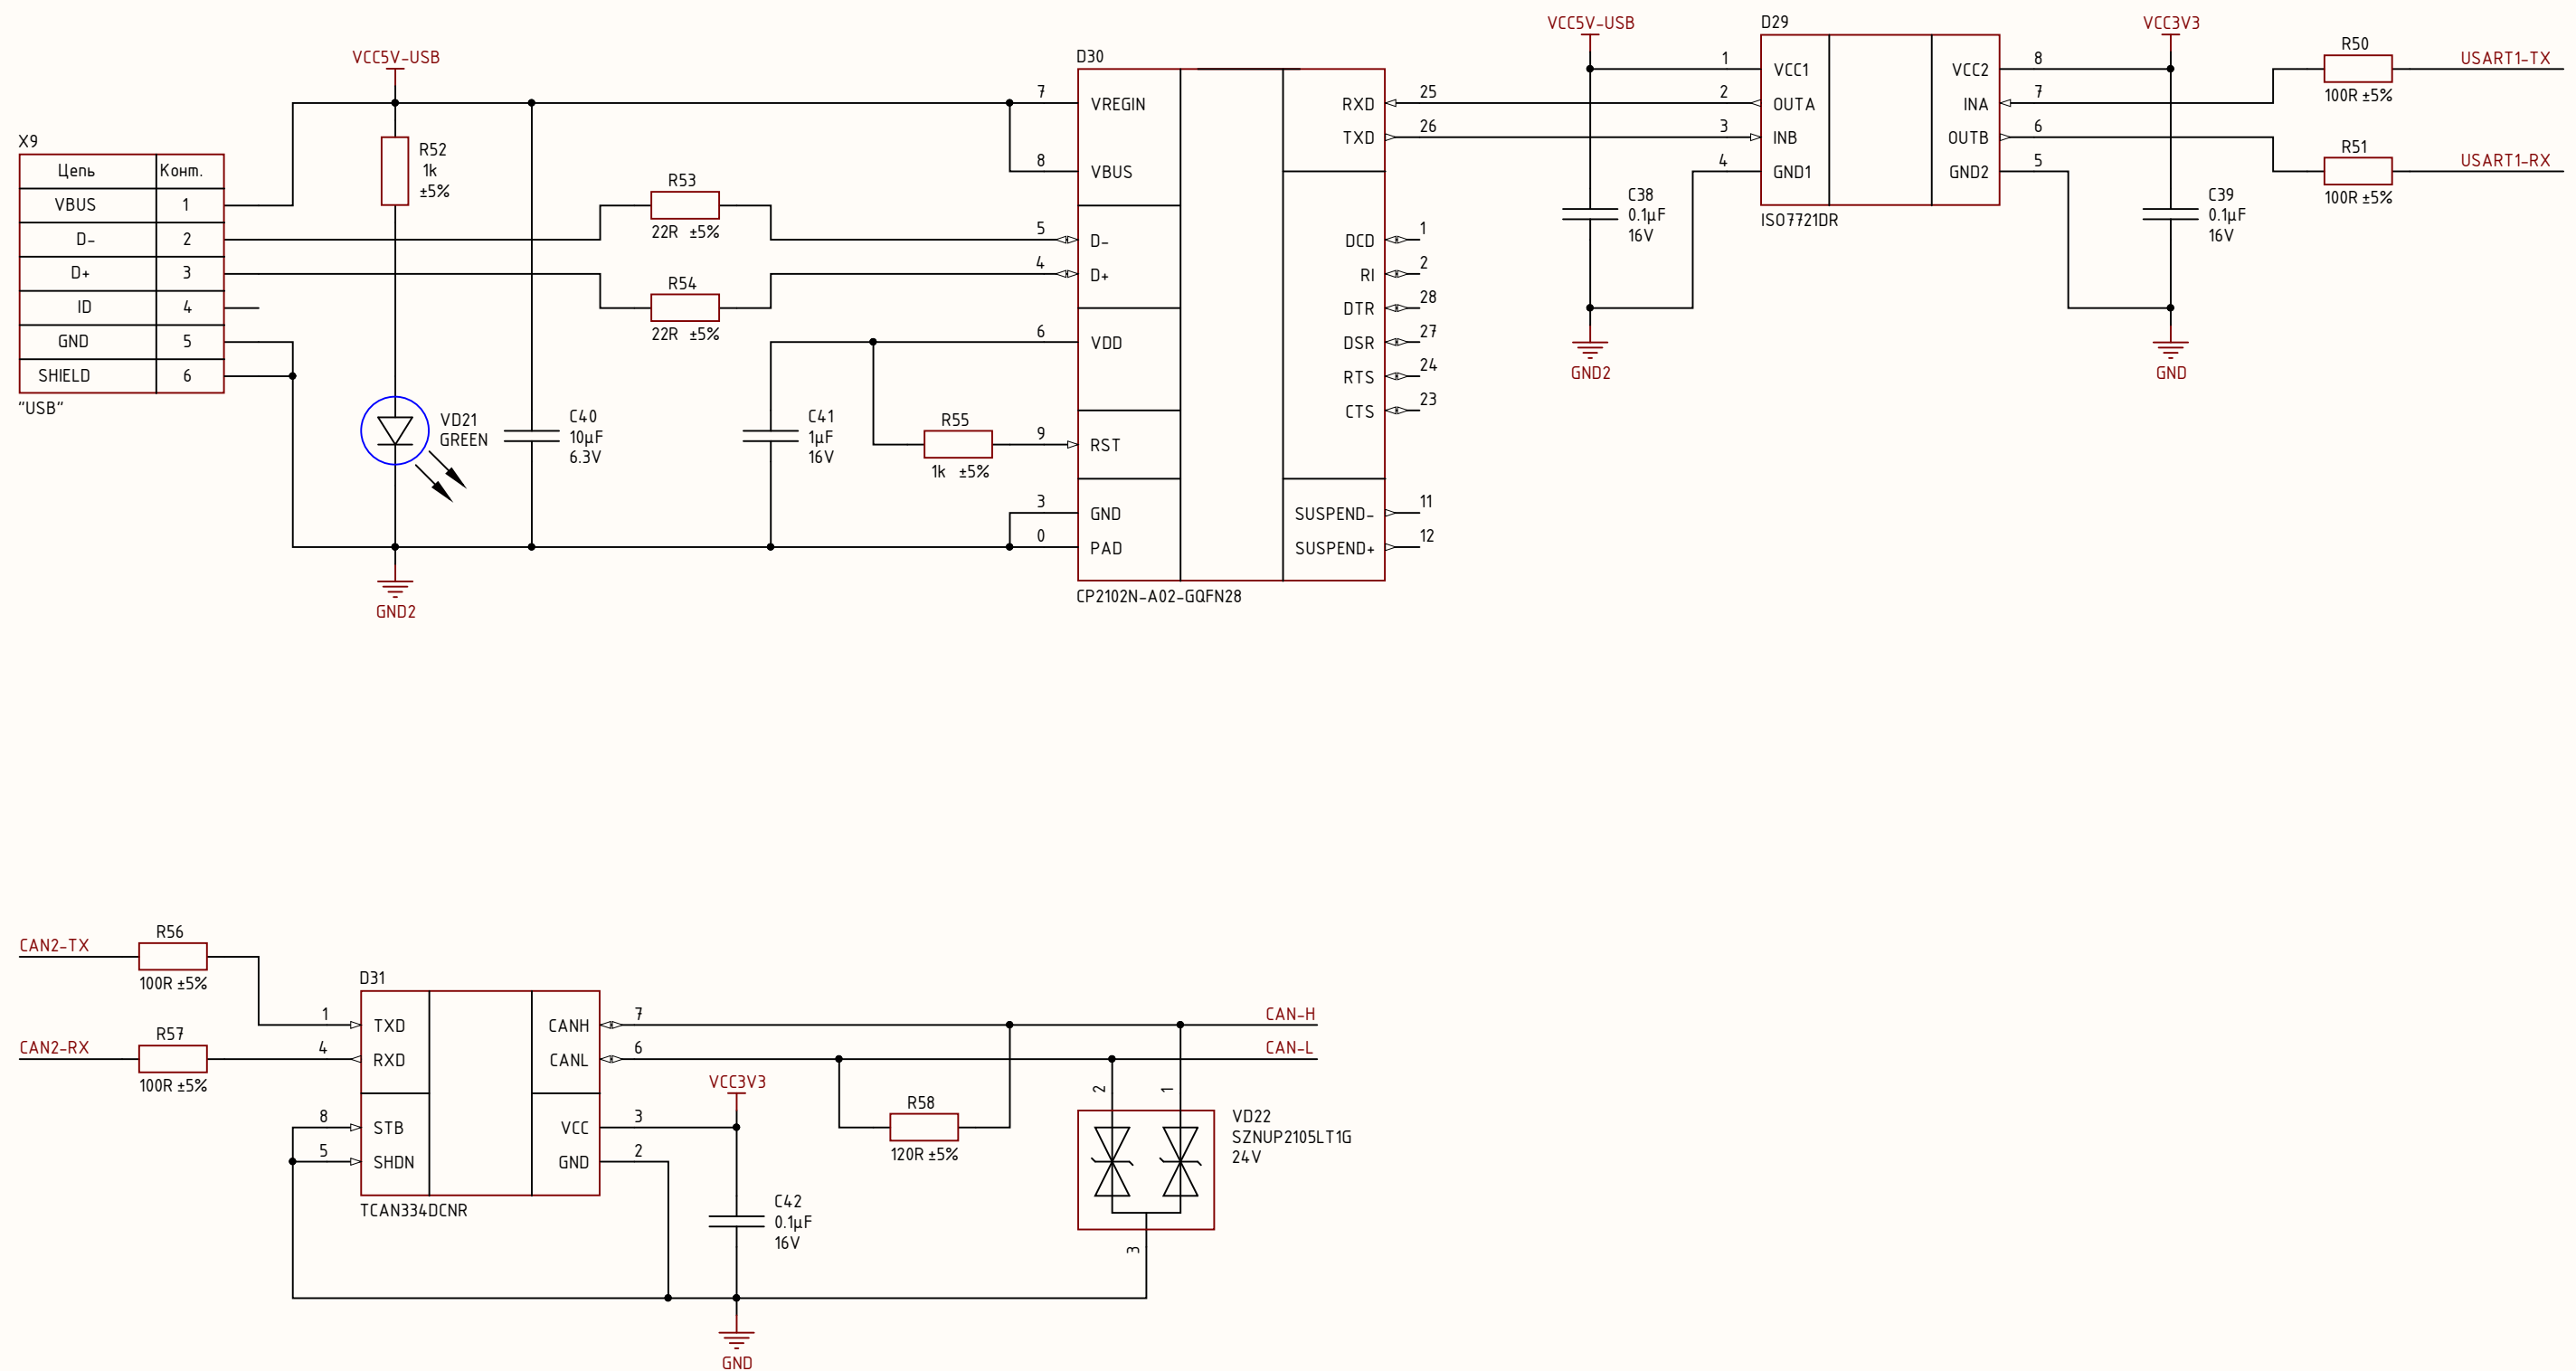 X9
Цепь Конт.
VBUS 1
D- 2
D+ 3
ID 4
GND 5
SHIELD 6
“USB”
VCC5V-USB
R52
1k
±5%
VD21
GREEN
GND2
C40
10µF
6.3V
R53
22R ±5%
R54
22R ±5%
C41
1µF
16V
R55
1k ±5%
D30
7 VREGIN
8 VBUS
5 D-
4 D+
6 VDD
9 RST
3 GND
0 PAD
RXD 25
TXD 26
DCD 1
RI 2
DTR 28
DSR 27
RTS 24
CTS 23
SUSPEND- 11
SUSPEND+ 12
CP2102N-A02-GQFN28
VCC5V-USB
C38
0.1µF
16V
GND2
D29
1 VCC1
2 OUTA
3 INB
4 GND1
VCC2 8
INA 7
OUTB 6
GND2 5
ISO7721DR
VCC3V3
C39
0.1µF
16V
GND
R50
100R ±5%
USART1-TX
R51
100R ±5%
USART1-RX
CAN2-TX
R56
100R ±5%
CAN2-RX
R57
100R ±5%
D31
1 TXD
4 RXD
8 STB
5 SHDN
CANH 7
CANL 6
VCC 3
GND 2
TCAN334DCNR
VCC3V3
C42
0.1µF
16V
GND
R58
120R ±5%
CAN-H
CAN-L
2 1
VD22
SZNUP2105LT1G
24V
3